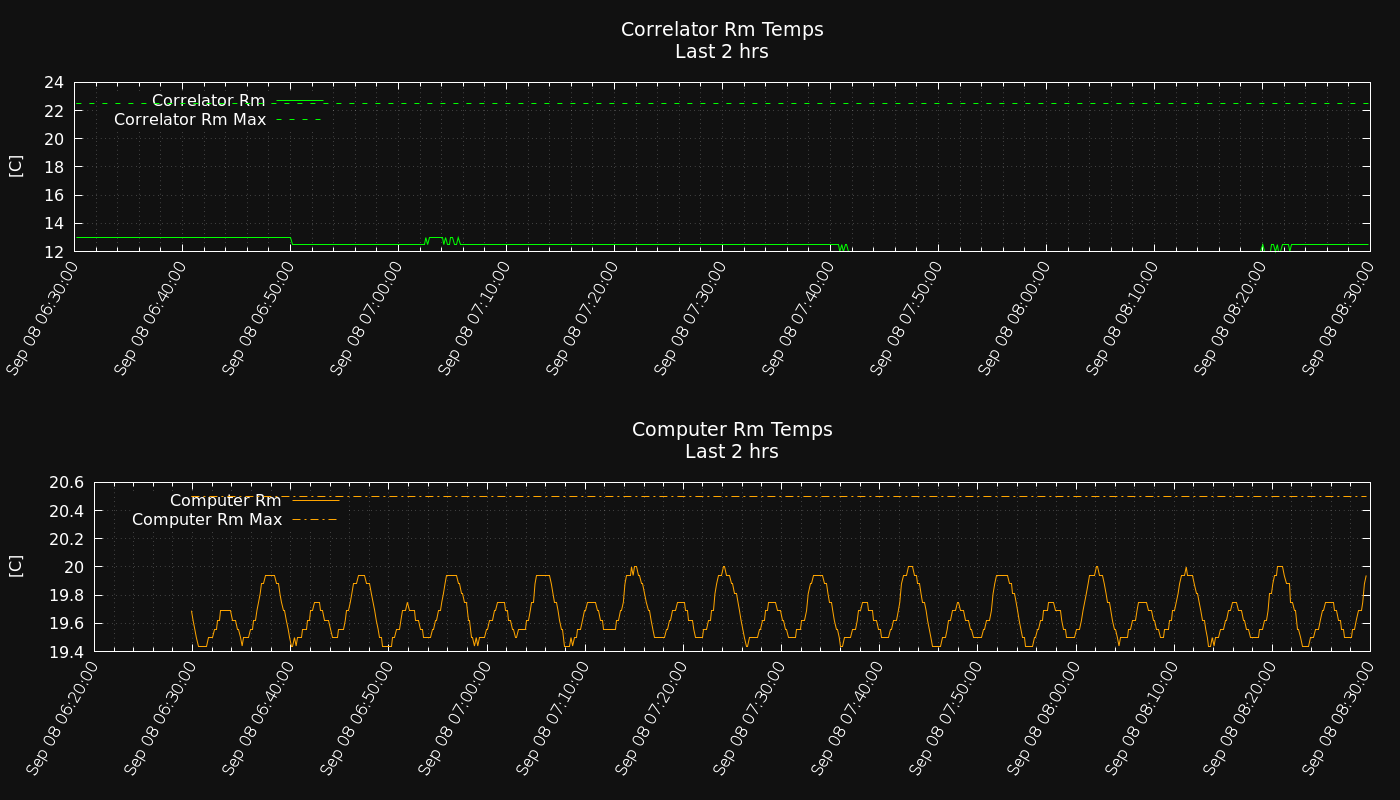 Correlator Rm Temps
Last 2 hrs
24
22
20
18
16
14
12
[C]
Correlator Rm
Correlator Rm Max
Sep 08 06:30:00
Sep 08 06:40:00
Sep 08 06:50:00
Sep 08 07:00:00
Sep 08 07:10:00
Sep 08 07:20:00
Sep 08 07:30:00
Sep 08 07:40:00
Sep 08 07:50:00
Sep 08 08:00:00
Sep 08 08:10:00
Sep 08 08:20:00
Sep 08 08:30:00
Computer Rm Temps
Last 2 hrs
20.6
20.4
20.2
20
19.8
19.6
19.4
[C]
Computer Rm
Computer Rm Max
Sep 08 06:20:00
Sep 08 06:30:00
Sep 08 06:40:00
Sep 08 06:50:00
Sep 08 07:00:00
Sep 08 07:10:00
Sep 08 07:20:00
Sep 08 07:30:00
Sep 08 07:40:00
Sep 08 07:50:00
Sep 08 08:00:00
Sep 08 08:10:00
Sep 08 08:20:00
Sep 08 08:30:00